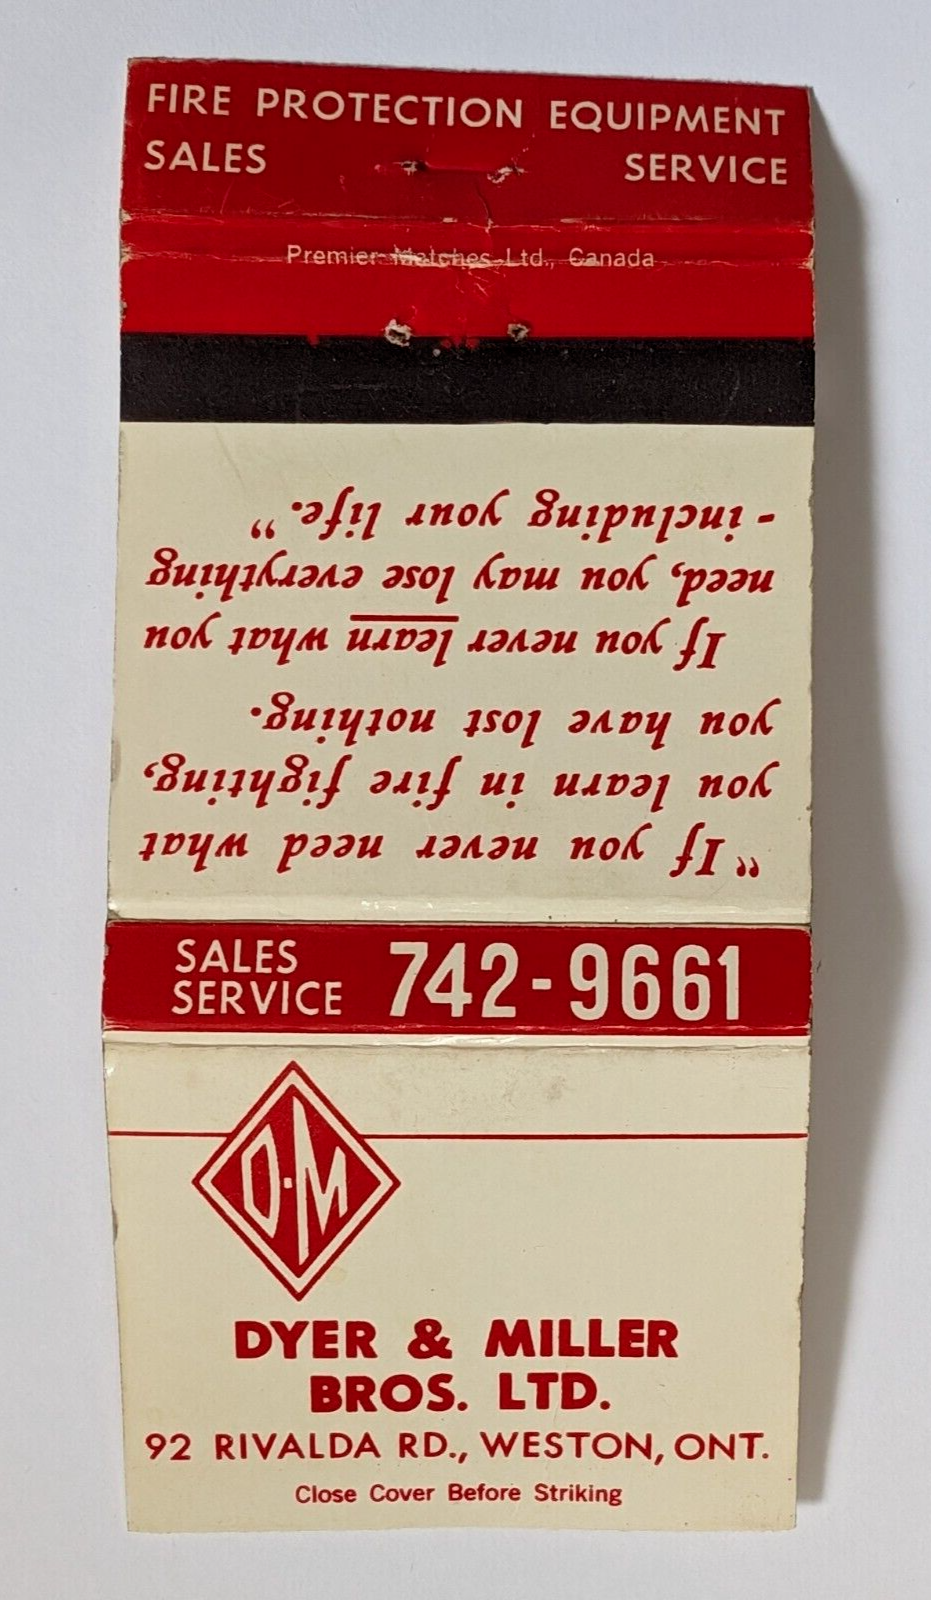 FIRE PROTECTION EQUIPMENT
SALES SERVICE
Premier Matches Ltd., Canada
"If you never need what
you learn in fire fighting,
you have lost nothing.
If you never learn what you
need, you may lose everything
- including your life."
SALES
SERVICE 742-9661
D-M
DYER & MILLER
BROS. LTD.
92 RIVALDA RD., WESTON, ONT.
Close Cover Before Striking